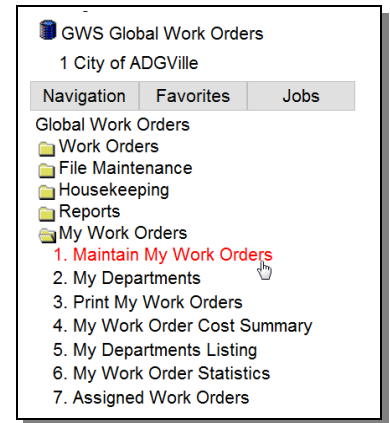 GWS Global Work Orders
1 City of ADGVille
Navigation Favorites Jobs
Global Work Orders
Work Orders
File Maintenance
Housekeeping
Reports
My Work Orders
1. Maintain My Work Orders
2. My Departments
3. Print My Work Orders
4. My Work Order Cost Summary
5. My Departments Listing
6. My Work Order Statistics
7. Assigned Work Orders